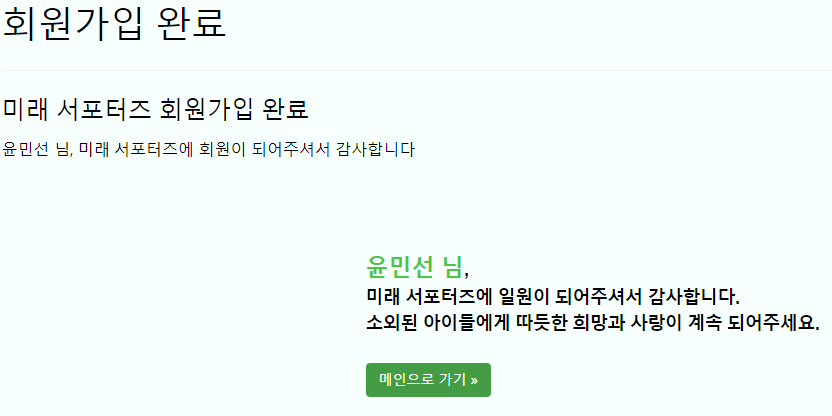 회원가입 완료
미래 서포터즈 회원가입 완료
윤민선 님, 미래 서포터즈에 회원이 되어주셔서 감사합니다
윤민선 님,
미래 서포터즈에 일원이 되어주셔서 감사합니다.
소외된 아이들에게 따듯한 희망과 사랑이 계속 되어주세요.
메인으로 가기 »